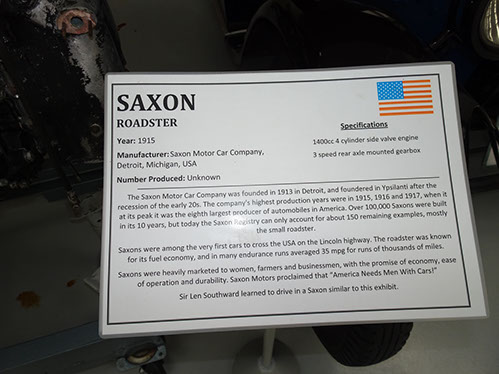 SAXON
ROADSTER
Year: 1915
Manufacturer: Saxon Motor Car Company,
Detroit, Michigan, USA
Number Produced: Unknown
Specifications
1400cc 4 cylinder side valve engine
3 speed rear axle mounted gearbox
The Saxon Motor Car Company was founded in 1913 in Detroit, and foundered in Ypsilanti after the
recession of the early 20s. The company's highest production years were in 1915, 1916 and 1917, when it
at its peak it was the eighth largest producer of automobiles in America. Over 100,000 Saxons were built
in its 10 years, but today the Saxon Registry can only account for about 150 remaining examples, mostly
the small roadster.
Saxons were among the very first cars to cross the USA on the Lincoln highway. The roadster was known
for its fuel economy, and in many endurance runs averaged 35 mpg for runs of thousands of miles.
Saxons were heavily marketed to women, farmers and businessmen, with the promise of economy, ease
of operation and durability. Saxon Motors proclaimed that "America Needs Men With Cars!"
Sir Len Southward learned to drive in a Saxon similar to this exhibit.